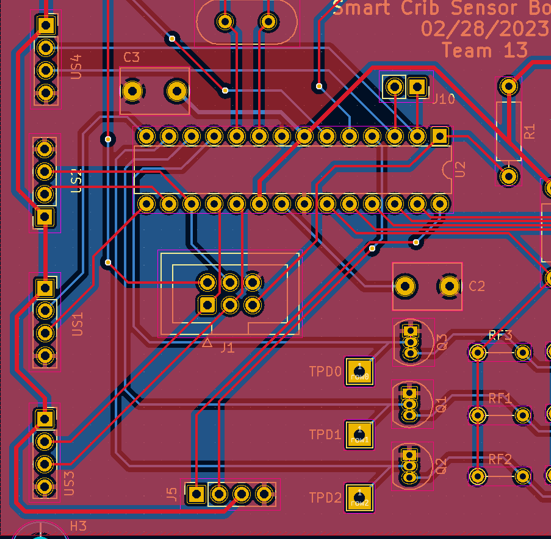 Smart Crib Sensor Bo
02/28/2023
Team 13
US4
C3
J10
R1
US2
U2
C2
US1
J1
RF3
Q3
TPD0
RF1
Q1
TPD1
RF2
Q2
US3
J5
TPD2
H3